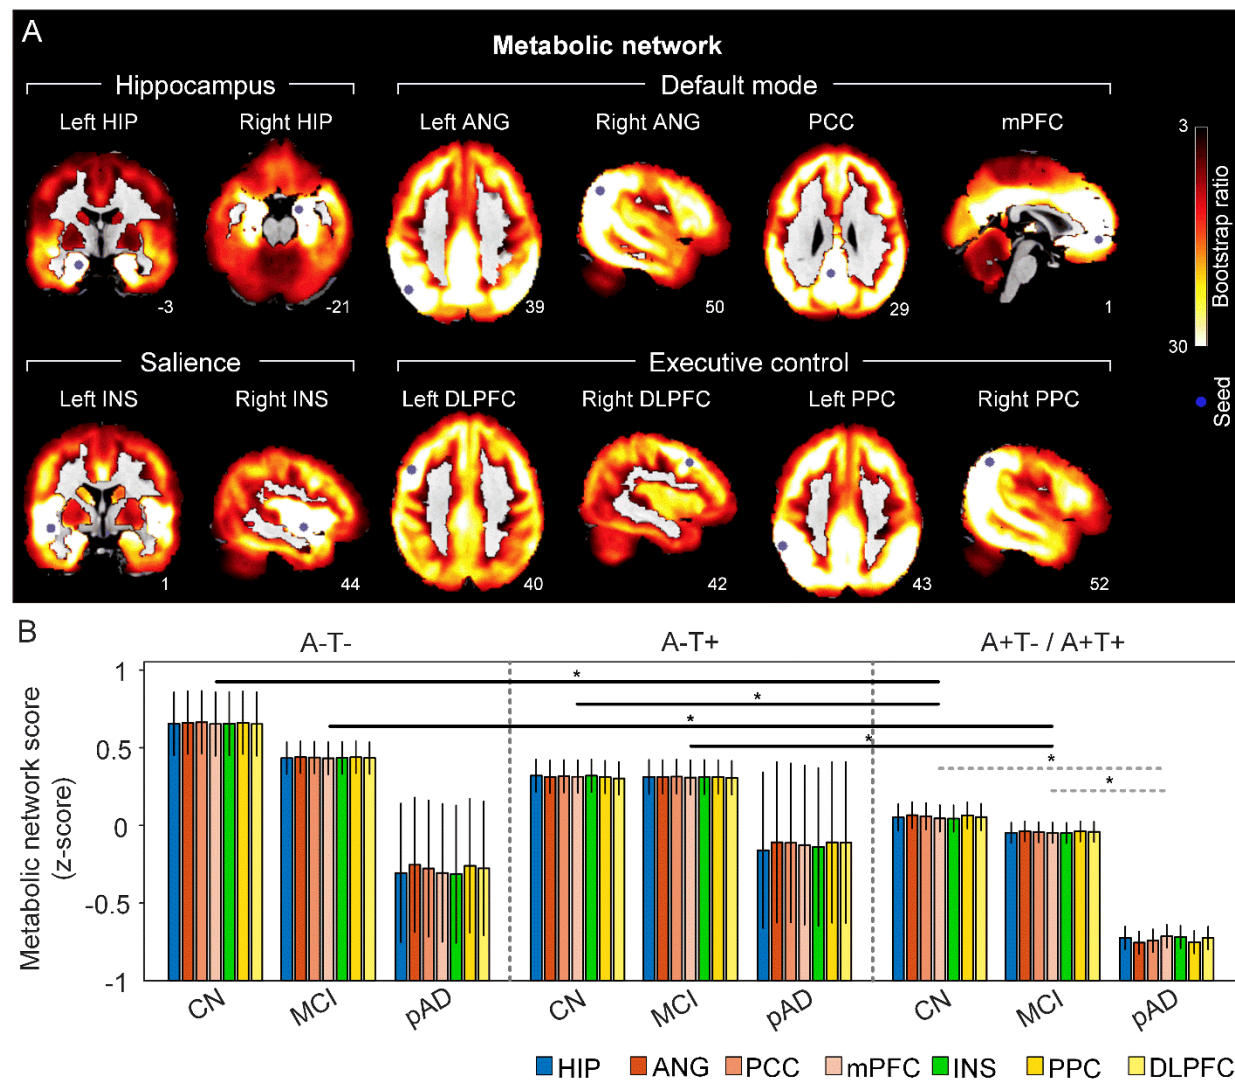 A
Metabolic network
Hippocampus
Default mode
Left HIP
Right HIP
Left ANG
Right ANG
PCC
mPFC
3
-3
-21
39
50
29
1
30
Bootstrap ratio
Salience
Executive control
Left INS
Right INS
Left DLPFC
Right DLPFC
Left PPC
Right PPC
Seed
1
44
40
42
43
52
B
A-T-
A-T+
A+T- / A+T+
Metabolic network score
(z-score)
1
0.5
0
-0.5
-1
*
*
*
*
*
*
CN
MCI
pAD
CN
MCI
pAD
CN
MCI
pAD
HIP
ANG
PCC
mPFC
INS
PPC
DLPFC